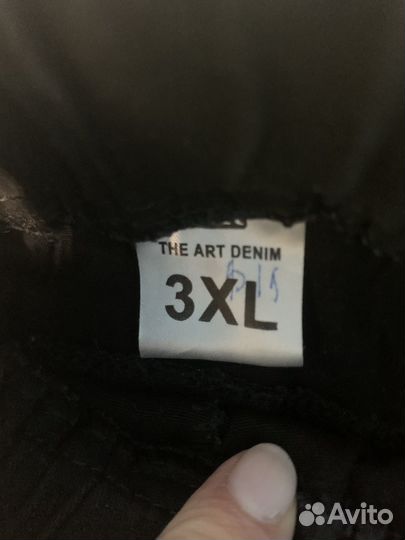 THE ART DENIM
3XL
Avito